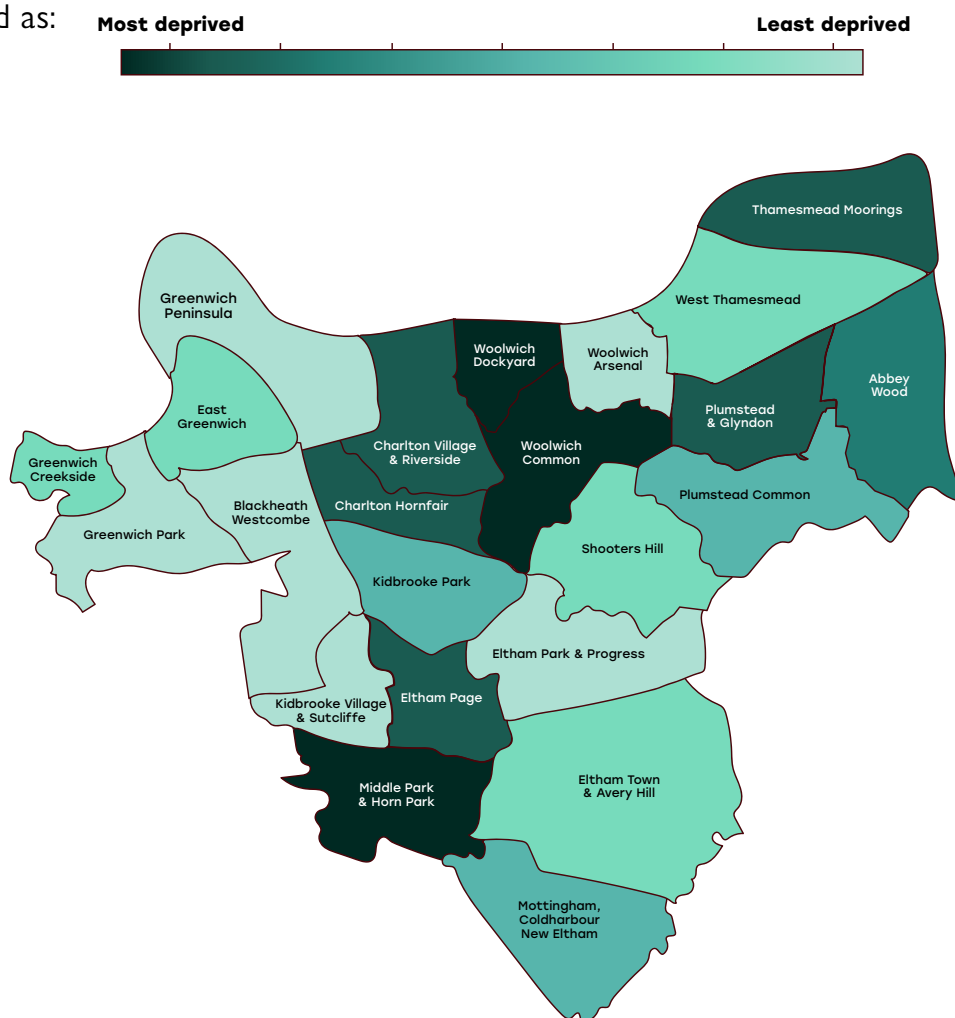 d as:
Most deprived
Least deprived
Thamesmead Moorings
Greenwich
Peninsula
West Thamesmead
Woolwich
Dockyard
Woolwich
Arsenal
Abbey
Wood
East
Greenwich
Plumstead
& Glyndon
Charlton Village
& Riverside
Woolwich
Common
Greenwich
Creekside
Plumstead Common
Charlton Hornfair
Blackheath
Westcombe
Greenwich Park
Shooters Hill
Kidbrooke Park
Eltham Park & Progress
Eltham Page
Kidbrooke Village
& Sutcliffe
Eltham Town
& Avery Hill
Middle Park
& Horn Park
Mottingham,
Coldharbour
New Eltham